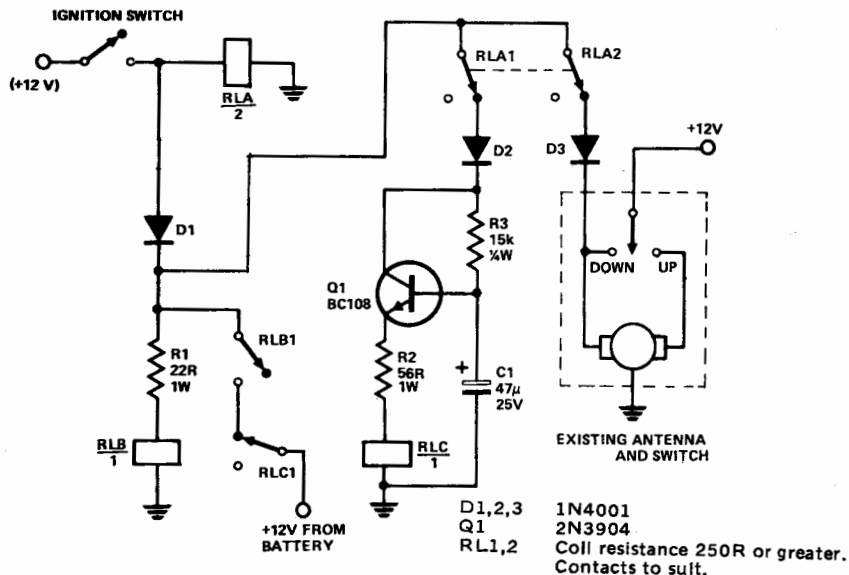 IGNITION SWITCH
(+12 V)
RLA
2
RLA1
RLA2
+12V
D2
D3
D1
R3
15k
¼W
DOWN
UP
Q1
BC108
R1
22R
1W
RLB1
R2
56R
1W
+
C1
47μ
25V
RLB
1
RLC1
RLC
1
EXISTING ANTENNA
AND SWITCH
+12V FROM
BATTERY
D1,2,3 1N4001
Q1 2N3904
RL1,2 Coil resistance 250R or greater.
Contacts to suit.